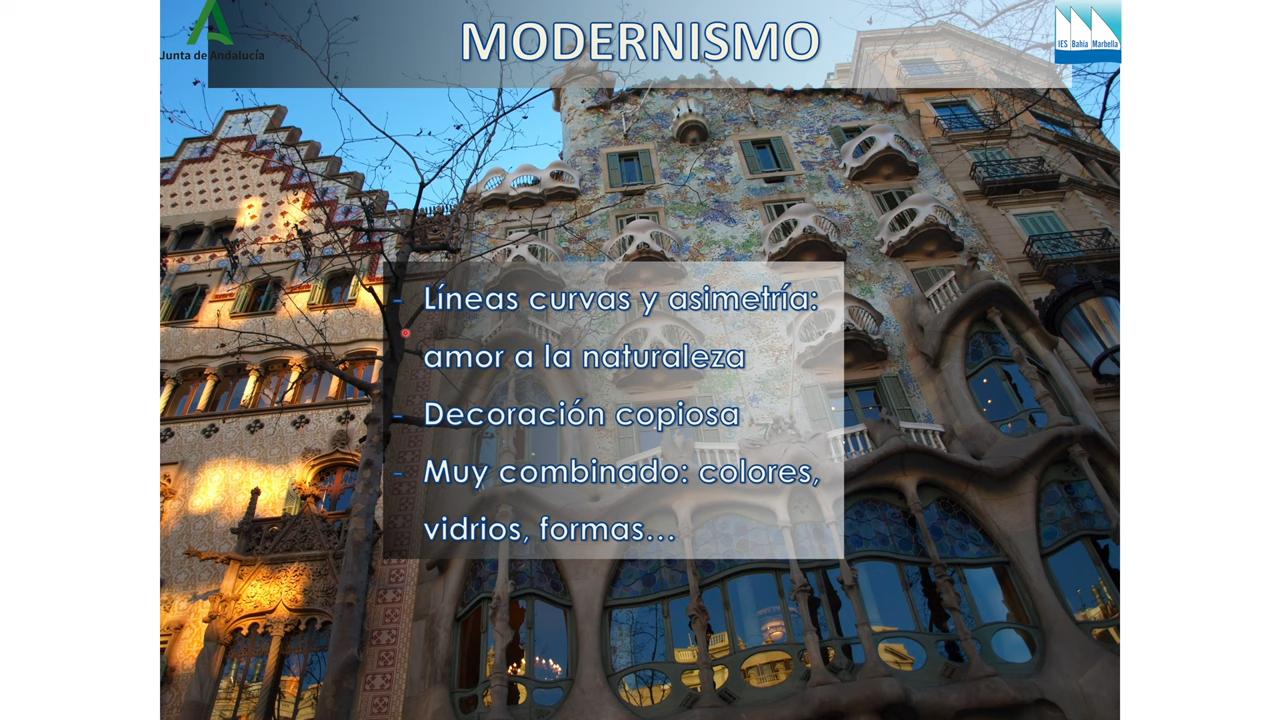 MODERNISMO
Junta de Andalucía
IES Bahía Marbella
- Líneas curvas y asimetría:
amor a la naturaleza
- Decoración copiosa
- Muy combinado: colores,
vidrios, formas...